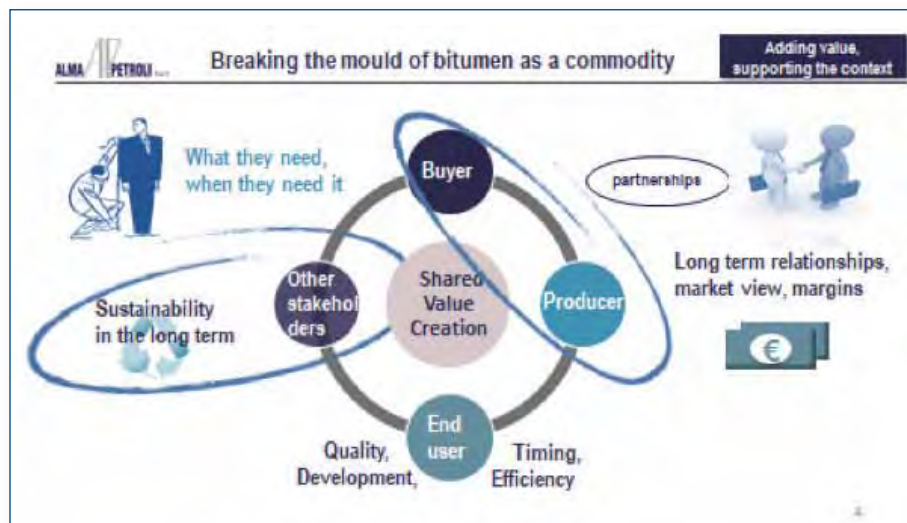 ALMA PETROLI
Breaking the mould of bitumen as a commodity
Adding value,
supporting the context
What they need,
when they need it
Buyer
partnerships
Other
stakehol
ders
Shared
Value
Creation
Producer
Long term relationships,
market view, margins
Sustainability
in the long term
€
End
user
Quality,
Development,
Timing,
Efficiency